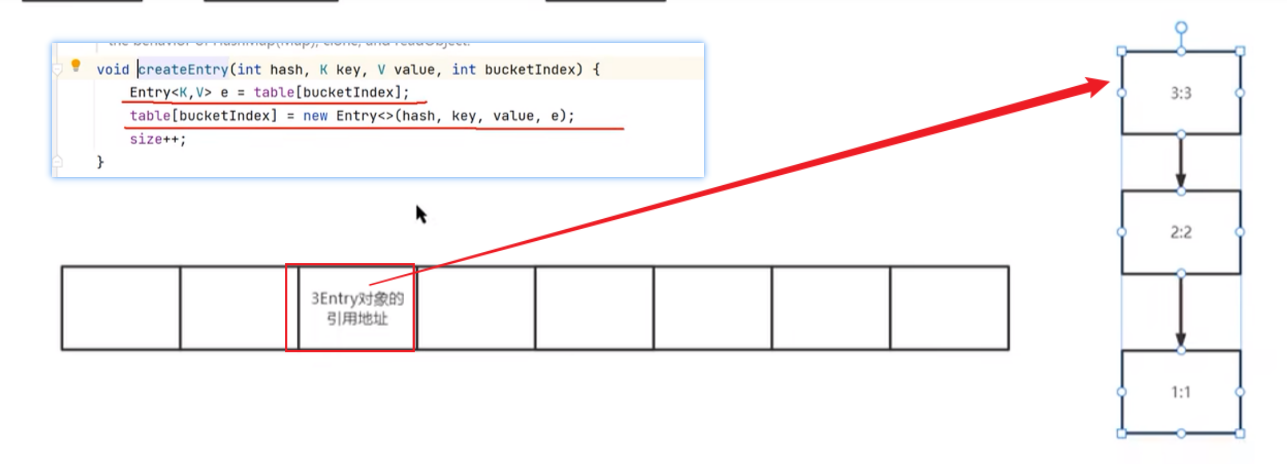 the behavior of HashMap(Map), clone, and readObject.
void createEntry(int hash, K key, V value, int bucketIndex) {
Entry<K,V> e = table[bucketIndex];
table[bucketIndex] = new Entry<>(hash, key, value, e);
size++;
}
3:3
2:2
3Entry对象的
引用地址
1:1